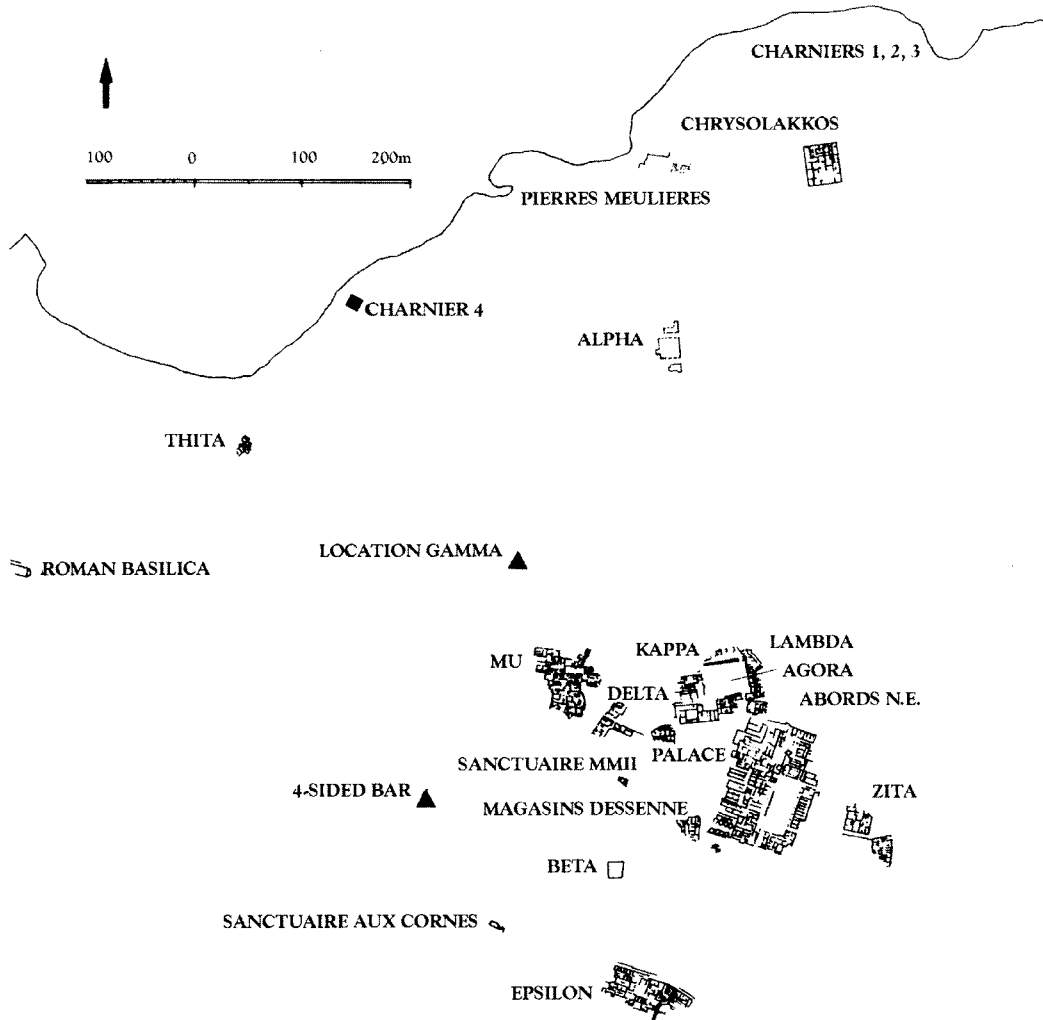 CHARNIERS 1, 2, 3
CHRYSOLAKKOS
100 0 100 200m
PIERRES MEULIERES
CHARNIER 4
ALPHA
THITA
LOCATION GAMMA
ROMAN BASILICA
LAMBDA
KAPPA
MU
AGORA
DELTA
ABORDS N.E.
PALACE
SANCTUAIRE MMII
4-SIDED BAR
ZITA
MAGASINS DESSENNE
BETA
SANCTUAIRE AUX CORNES
EPSILON